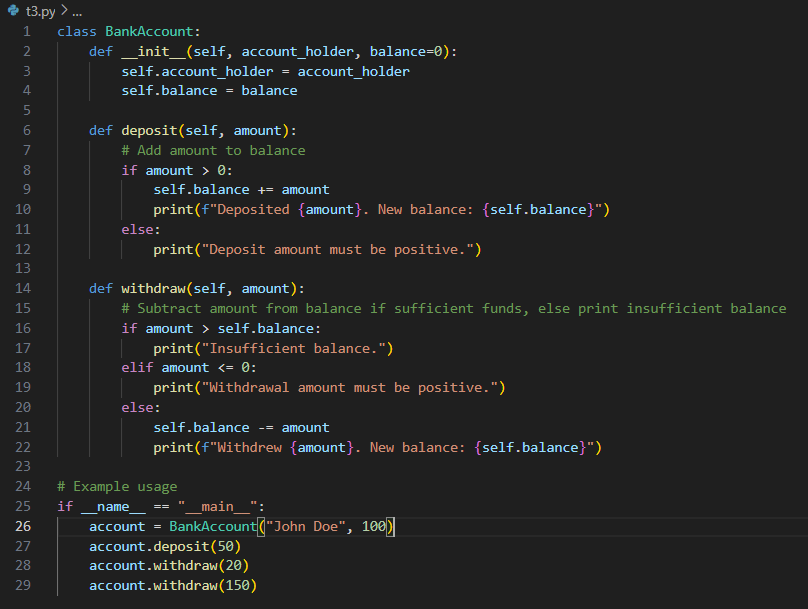 t3.py > ...
1 class BankAccount:
2     def __init__(self, account_holder, balance=0):
3         self.account_holder = account_holder
4         self.balance = balance
5
6     def deposit(self, amount):
7         # Add amount to balance
8         if amount > 0:
9             self.balance += amount
10             print(f"Deposited {amount}. New balance: {self.balance}")
11         else:
12             print("Deposit amount must be positive.")
13
14     def withdraw(self, amount):
15         # Subtract amount from balance if sufficient funds, else print insufficient balance
16         if amount > self.balance:
17             print("Insufficient balance.")
18         elif amount <= 0:
19             print("Withdrawal amount must be positive.")
20         else:
21             self.balance -= amount
22             print(f"Withdrew {amount}. New balance: {self.balance}")
23
24 # Example usage
25 if __name__ == "__main__":
26     account = BankAccount("John Doe", 100)
27     account.deposit(50)
28     account.withdraw(20)
29     account.withdraw(150)